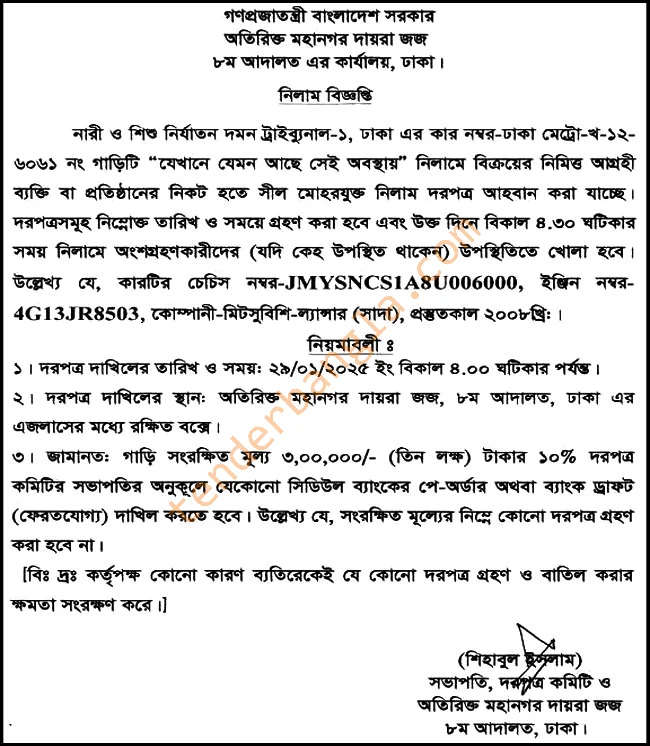 গণপ্রজাতন্ত্রী বাংলাদেশ সরকার
অতিরিক্ত মহানগর দায়রা জজ
৮ম আদালত এর কার্যালয়, ঢাকা।
নিলাম বিজ্ঞপ্তি
নারী ও শিশু নির্যাতন দমন ট্রাইব্যুনাল-১, ঢাকা এর কার নম্বর-ঢাকা মেট্রো-খ-১২-
৬০৬১ নং গাড়িটি “যেখানে যেমন আছে সেই অবস্থায়” নিলামে বিক্রয়ের নিমিত্ত আগ্রহী
ব্যক্তি বা প্রতিষ্ঠানের নিকট হতে সীল মোহরযুক্ত নিলাম দরপত্র আহবান করা যাচ্ছে।
দরপত্রসমূহ নিম্নোক্ত তারিখ ও সময়ে গ্রহণ করা হবে এবং উক্ত দিনে বিকাল ৪.৩০ ঘটিকার
সময় নিলামে অংশগ্রহণকারীদের (যদি কেহ উপস্থিত থাকেন) উপস্থিতিতে খোলা হবে।
উল্লেখ্য যে, কারটির চেচিস নম্বর-JMYSNCS1A8U006000, ইঞ্জিন নম্বর-
4G13JR8503, কোম্পানী-মিটসুবিশি-ল্যান্সার (সাদা), প্রস্তুতকাল ২০০৮খ্রিঃ।
নিয়মাবলী ঃ
১। দরপত্র দাখিলের তারিখ ও সময়ঃ ২৯/০১/২০২৫ ইং বিকাল ৪.০০ ঘটিকার পর্যন্ত।
২। দরপত্র দাখিলের স্থানঃ অতিরিক্ত মহানগর দায়রা জজ, ৮ম আদালত, ঢাকা এর
এজলাসের মধ্যে রক্ষিত বক্সে।
৩। জামানতঃ গাড়ি সংরক্ষিত মূল্য ৩,০০,০০০/- (তিন লক্ষ) টাকার ১০% দরপত্র
কমিটির সভাপতির অনুকূলে যেকোনো সিডিউল ব্যাংকের পে-অর্ডার অথবা ব্যাংক ড্রাফট
(ফেরতযোগ্য) দাখিল করতে হবে। উল্লেখ্য যে, সংরক্ষিত মূল্যের নিম্নে কোনো দরপত্র গ্রহণ
করা হবে না।
[বিঃ দ্রঃ কর্তৃপক্ষ কোনো কারণ ব্যতিরেকেই যে কোনো দরপত্র গ্রহণ ও বাতিল করার
ক্ষমতা সংরক্ষণ করে।]
(শিহাবুল ইসলাম)
সভাপতি, দরপত্র কমিটি ও
অতিরিক্ত মহানগর দায়রা জজ
৮ম আদালত, ঢাকা।
tenderbangla.com